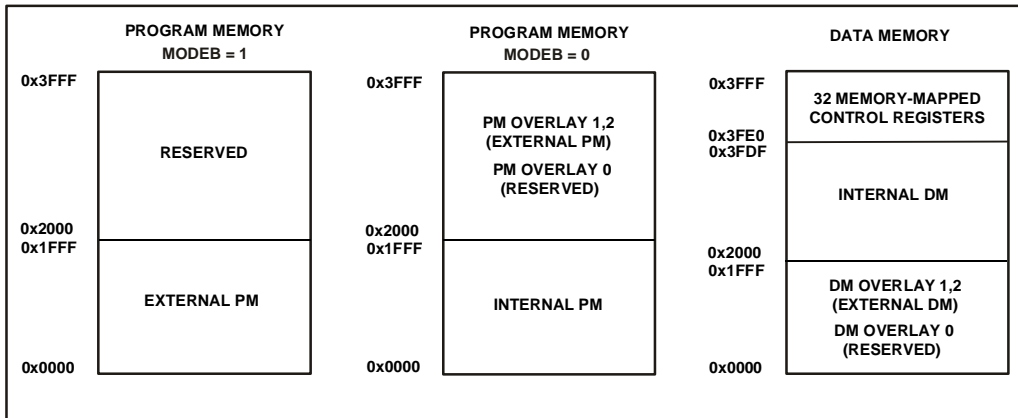 PROGRAM MEMORY
MODEB = 1
0x3FFF
RESERVED
0x2000
0x1FFF
EXTERNAL PM
0x0000
PROGRAM MEMORY
MODEB = 0
0x3FFF
PM OVERLAY 1,2
(EXTERNAL PM)
PM OVERLAY 0
(RESERVED)
0x2000
0x1FFF
INTERNAL PM
0x0000
DATA MEMORY
0x3FFF
32 MEMORY-MAPPED
CONTROL REGISTERS
0x3FE0
0x3FDF
INTERNAL DM
0x2000
0x1FFF
DM OVERLAY 1,2
(EXTERNAL DM)
DM OVERLAY 0
(RESERVED)
0x0000